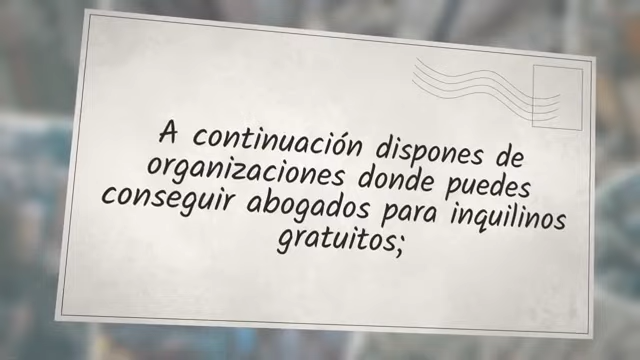 A continuación dispones de
organizaciones donde puedes
conseguir abogados para inquilinos
gratuitos;